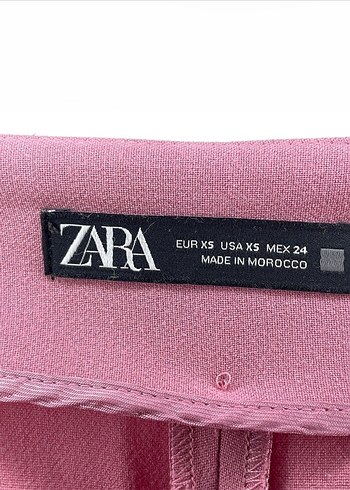 ZARA
EUR XS USA XS MEX 24
MADE IN MOROCCO